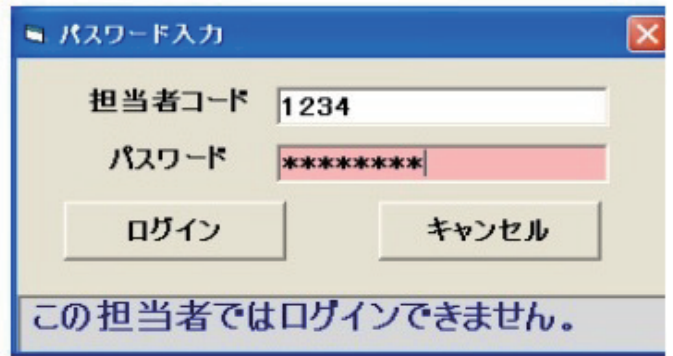 パスワード入力
担当者コード 1234
パスワード ********
ログイン キャンセル
この担当者ではログインできません。